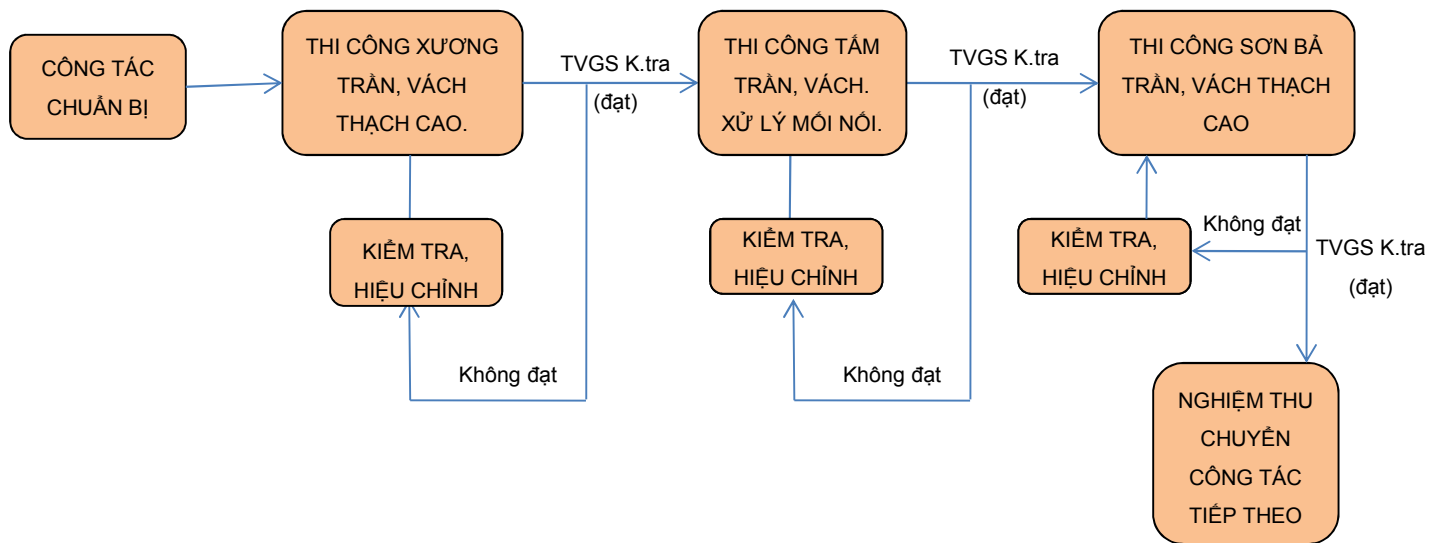 CÔNG TÁC
CHUẨN BỊ
THI CÔNG XƯƠNG
TRẦN, VÁCH
THẠCH CAO.
TVGS K.tra
(đạt)
THI CÔNG TẤM
TRẦN, VÁCH.
XỬ LÝ MỐI NỐI.
TVGS K.tra
(đạt)
THI CÔNG SƠN BẢ
TRẦN, VÁCH THẠCH
CAO
KIỂM TRA,
HIỆU CHỈNH
Không đạt
KIỂM TRA,
HIỆU CHỈNH
Không đạt
KIỂM TRA,
HIỆU CHỈNH
Không đạt
TVGS K.tra
(đạt)
NGHIỆM THU
CHUYỂN
CÔNG TÁC
TIẾP THEO